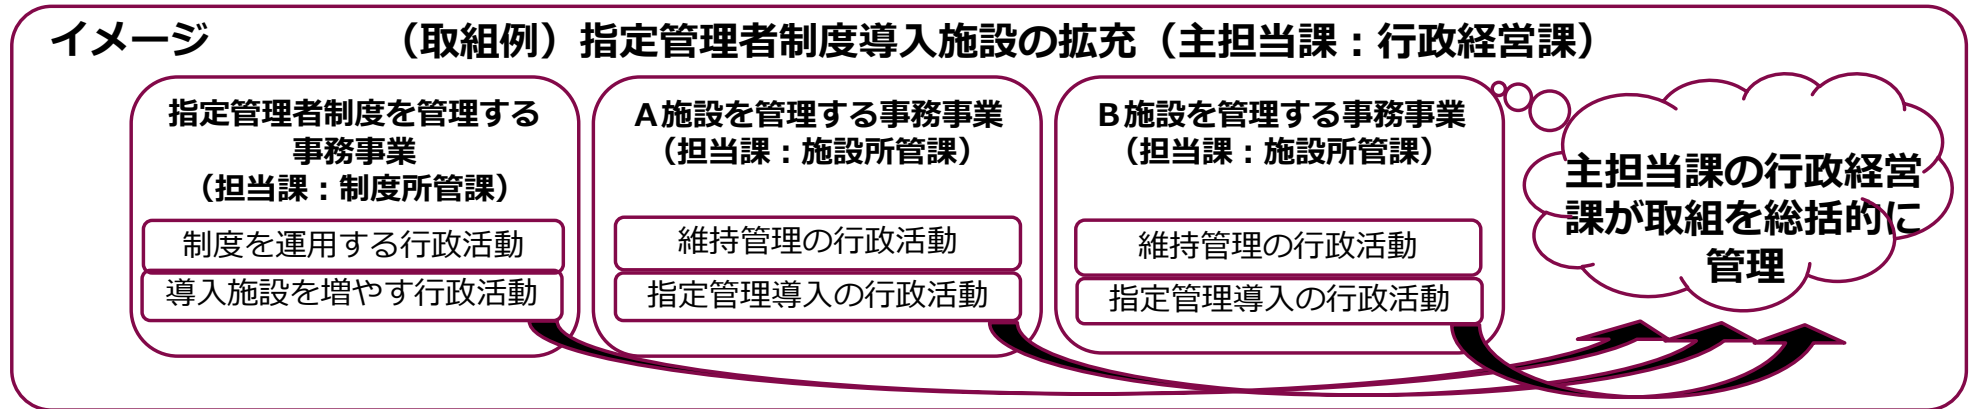 イメージ
（取組例）指定管理者制度導入施設の拡充（主担当課：行政経営課）
指定管理者制度を管理する
事務事業
（担当課：制度所管課）
制度を運用する行政活動
導入施設を増やす行政活動
Ａ施設を管理する事務事業
（担当課：施設所管課）
維持管理の行政活動
指定管理導入の行政活動
Ｂ施設を管理する事務事業
（担当課：施設所管課）
維持管理の行政活動
指定管理導入の行政活動
主担当課の行政経営
課が取組を総括的に
管理